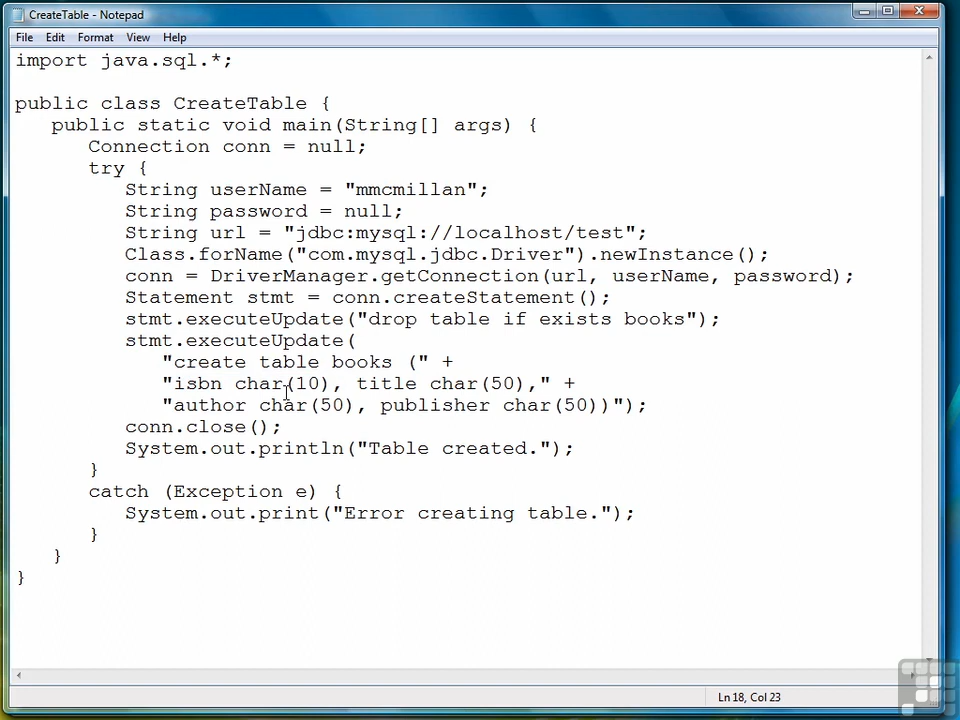 CreateTable - Notepad
File Edit Format View Help
import java.sql.*;
public class CreateTable {
public static void main(String[] args) {
Connection conn = null;
try {
String userName = "mmcmillan";
String password = null;
String url = "jdbc:mysql://localhost/test";
Class.forName("com.mysql.jdbc.Driver").newInstance();
conn = DriverManager.getConnection(url, userName, password);
Statement stmt = conn.createStatement();
stmt.executeUpdate("drop table if exists books");
stmt.executeUpdate(
"create table books (" +
"isbn char(10), title char(50)," +
"author char(50), publisher char(50))");
conn.close();
System.out.println("Table created.");
}
catch (Exception e) {
System.out.print("Error creating table.");
}
}
}
Ln 18, Col 23